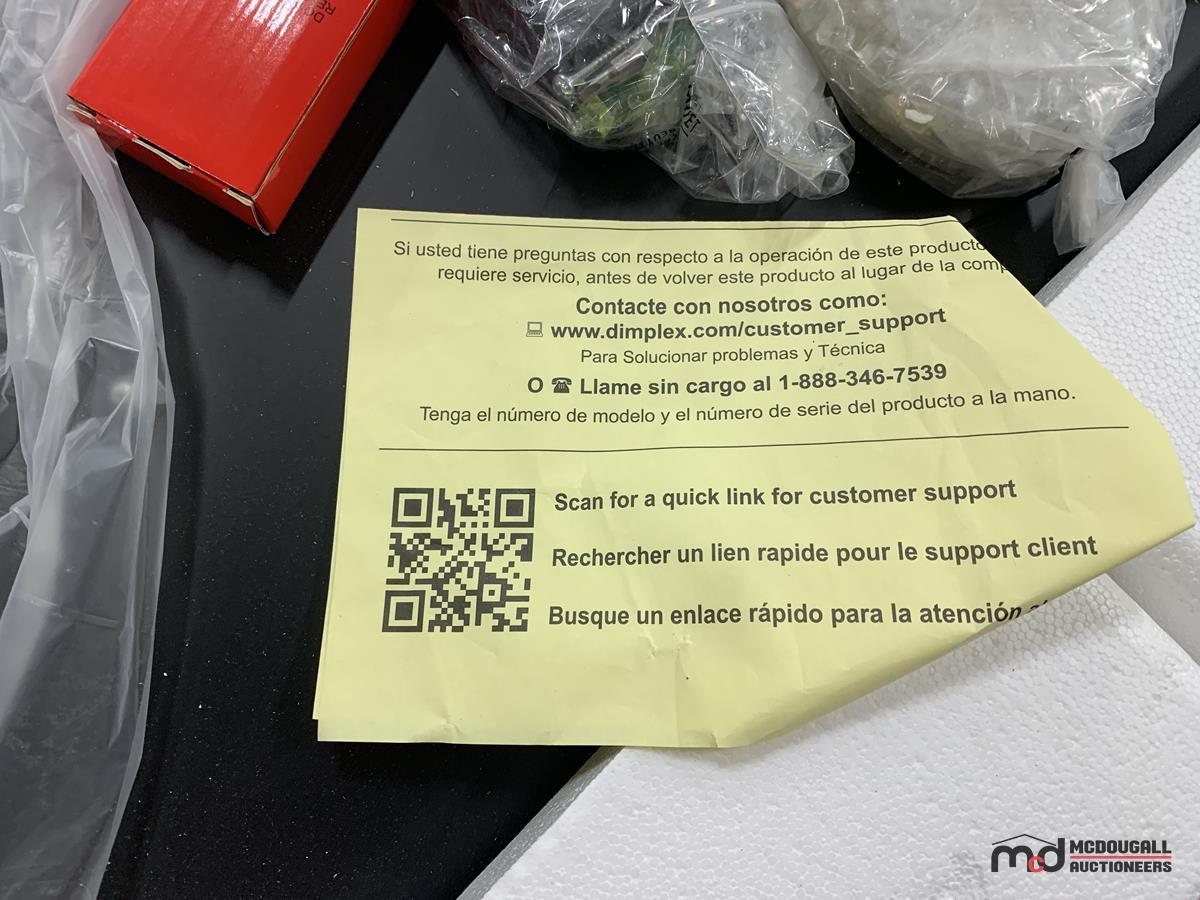 Si usted tiene preguntas con respecto a la operación de este producto
requiere servicio, antes de volver este producto al lugar de la
Contacte con nosotros como:
www.dimplex.com/customer_support
Para Solucionar problemas y Técnica
O ☎ Llame sin cargo al 1-888-346-7539
Tenga el número de modelo y el número de serie del producto a la mano.
Scan for a quick link for customer support
Rechercher un lien rapide pour le support client
Busque un enlace rápido para la atención
mcd MCDOUGALL
AUCTIONEERS